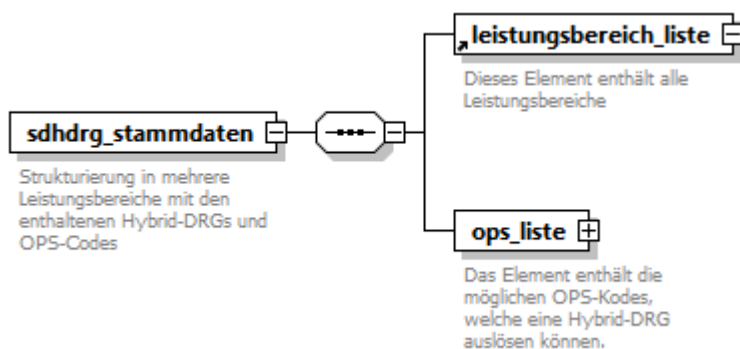 leistungsbereich_liste
Dieses Element enthält alle
Leistungsbereiche
sdhdrg_stammdaten
Strukturierung in mehrere
Leistungsbereiche mit den
enthaltenen Hybrid-DRGs und
OPS-Codes
ops_liste
Das Element enthält die
möglichen OPS-Kodes,
welche eine Hybrid-DRG
auslösen können.